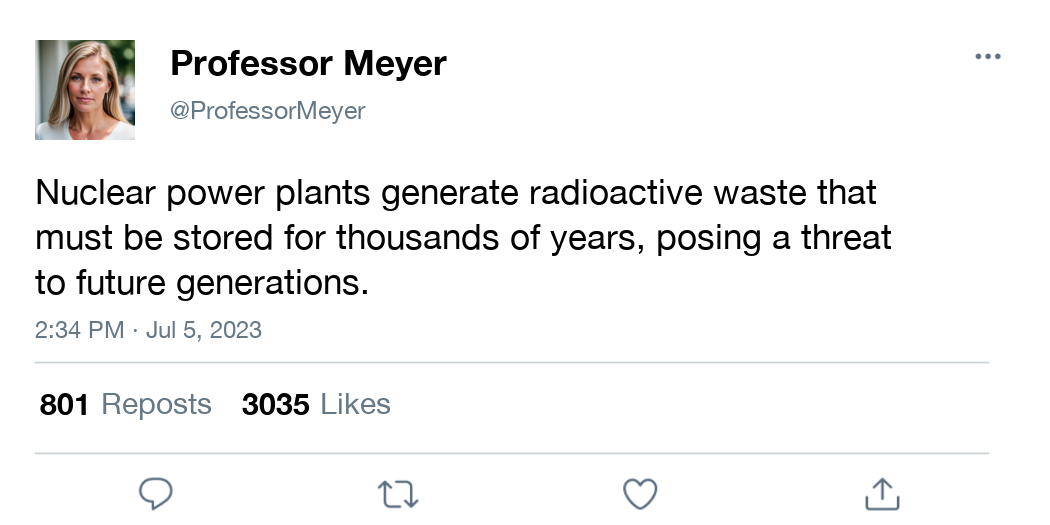 Professor Meyer
@ProfessorMeyer
Nuclear power plants generate radioactive waste that
must be stored for thousands of years, posing a threat
to future generations.
2:34 PM · Jul 5, 2023
801 Reposts 3035 Likes